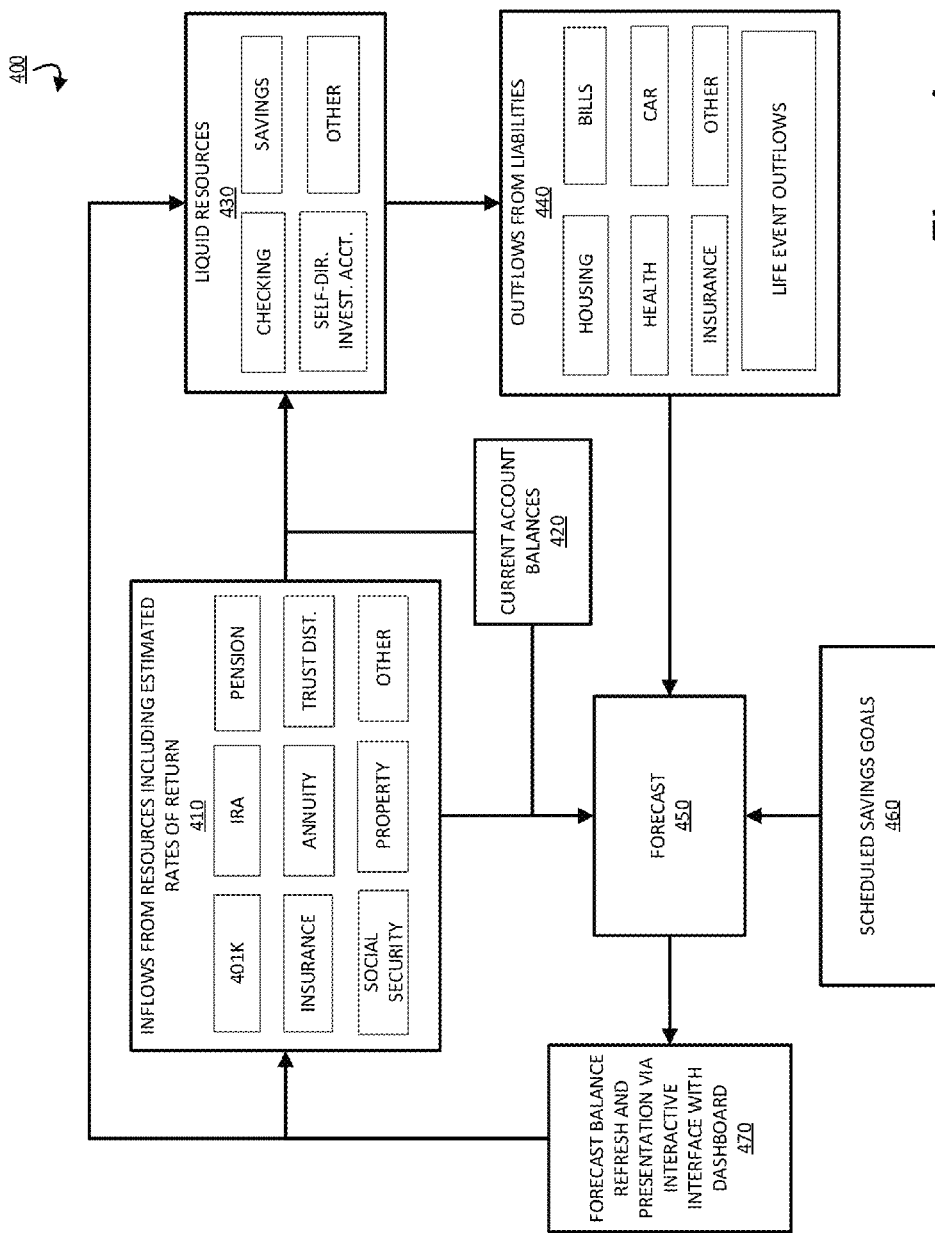 400
INFLOWS FROM RESOURCES INCLUDING ESTIMATED
RATES OF RETURN
410
401K
IRA
PENSION
INSURANCE
ANNUITY
TRUST DIST.
SOCIAL
SECURITY
PROPERTY
OTHER
LIQUID RESOURCES
430
CHECKING
SAVINGS
SELF-DIR.
INVEST. ACCT.
OTHER
CURRENT ACCOUNT
BALANCES
420
OUTFLOWS FROM LIABILITIES
440
HOUSING
BILLS
HEALTH
CAR
INSURANCE
OTHER
LIFE EVENT OUTFLOWS
FORECAST
450
FORECAST BALANCE
REFRESH AND
PRESENTATION VIA
INTERACTIVE
INTERFACE WITH
DASHBOARD
470
SCHEDULED SAVINGS GOALS
460